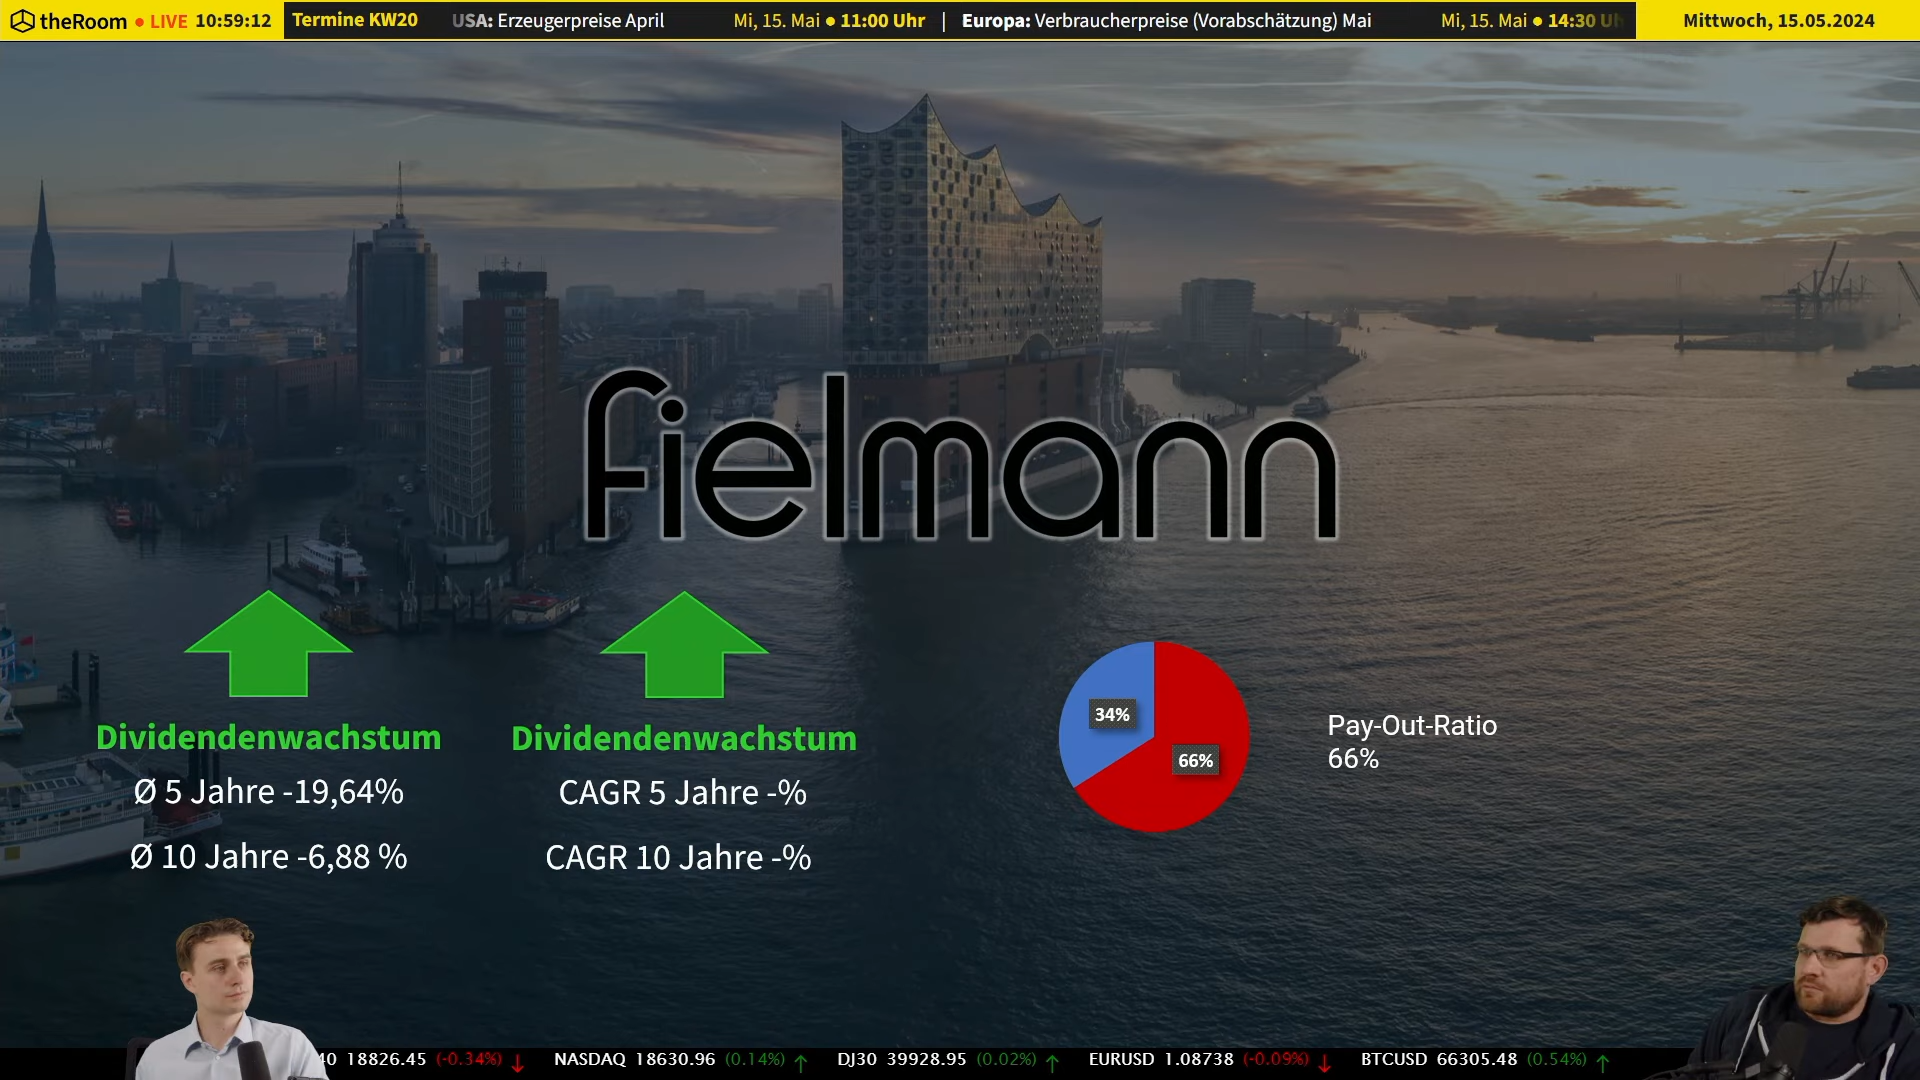 theRoom ● LIVE 10:59:12 Termine KW20 USA: Erzeugerpreise April Mi, 15. Mai ● 11:00 Uhr | Europa: Verbraucherpreise (Vorabschätzung) Mai Mi, 15. Mai ● 14:30 Uh Mittwoch, 15.05.2024
fielmann
Dividendenwachstum
Ø 5 Jahre -19,64%
Ø 10 Jahre -6,88 %
Dividendenwachstum
CAGR 5 Jahre -%
CAGR 10 Jahre -%
34%
66%
Pay-Out-Ratio
66%
40 18826.45 (-0.34%) ↓ NASDAQ 18630.96 (0.14%) ↑ DJ30 39928.95 (0.02%) ↑ EURUSD 1.08738 (-0.09%) ↓ BTCUSD 66305.48 (0.54%) ↑